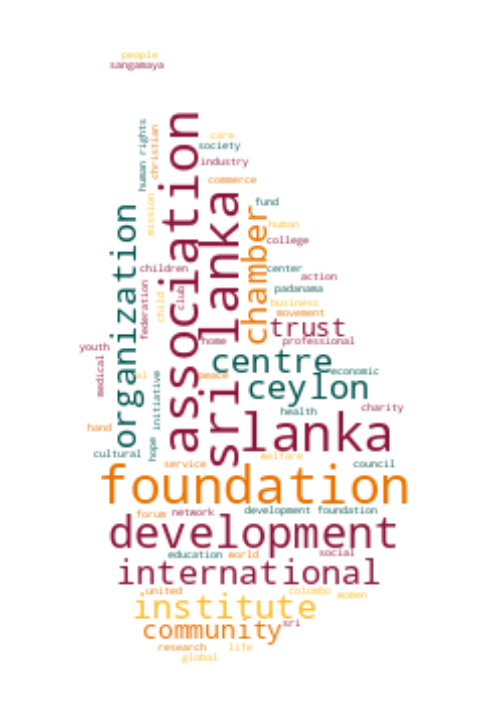 people
sangamaya
association
human rights
christian
care
society
industry
commerce
mission
sri lanka
organization
chamber
fund
human
college
children
center
action
padanama
child
club
federation
business
movement
trust
home
professional
youth
medical
centre
economic
peace
ceylon
initiative
health
charity
lanka
hand
cultural
hope
welfare
service
council
foundation
development foundation
forum
network
development
social
education
world
international
united
colombo
women
institute
community
sri
research
life
global